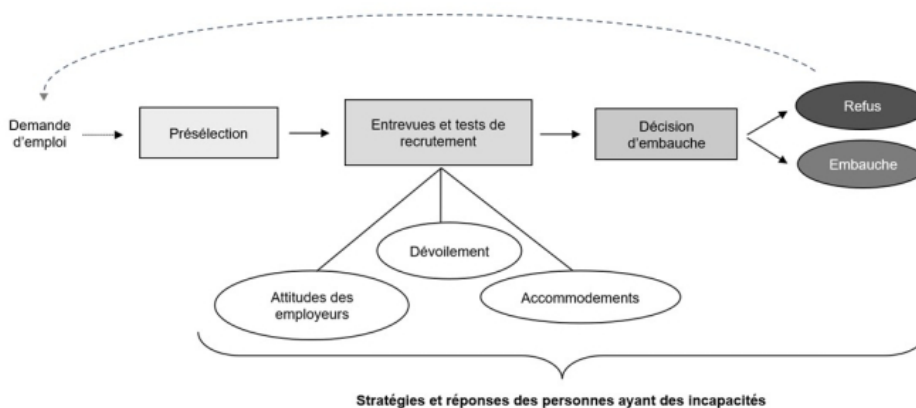 Demande
d'emploi
Présélection
Entrevues et tests de
recrutement
Décision
d'embauche
Refus
Embauche
Dévoilement
Attitudes des
employeurs
Accommodements
Stratégies et réponses des personnes ayant des incapacités